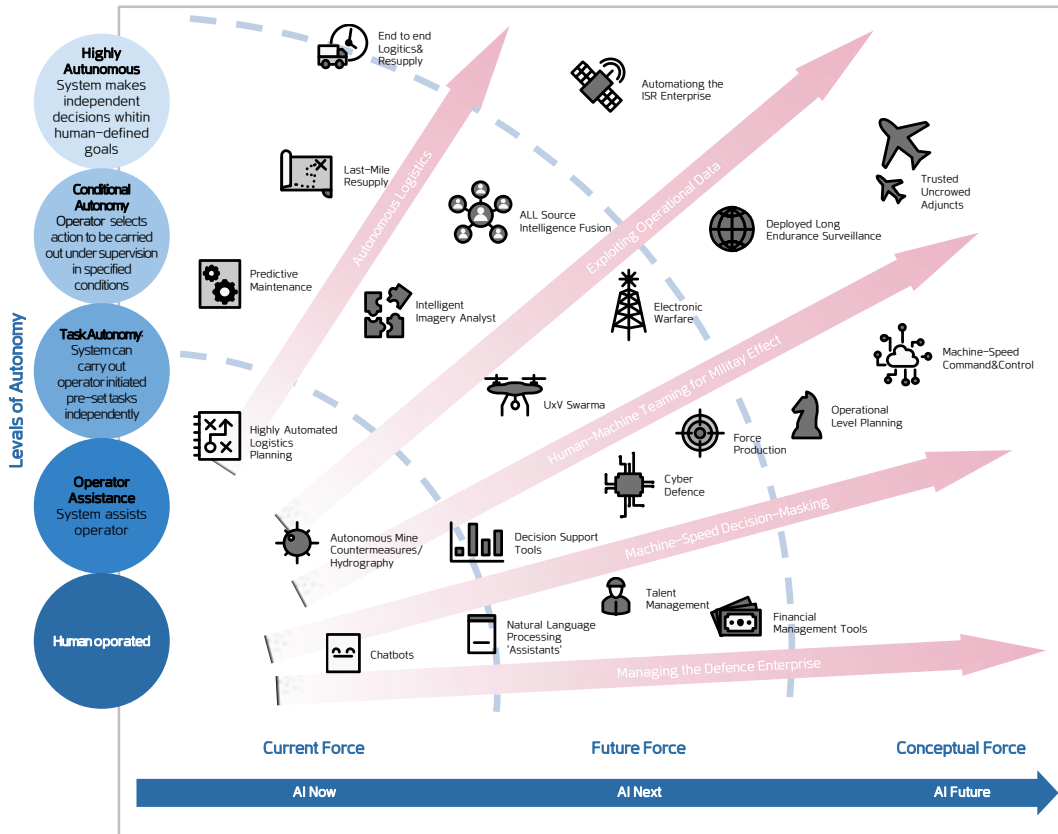 Levals of Autonomy
Highly
Autonomous
System makes
independent
decisions whitin
human-defined
goals
Conditional
Autonomy
Operator selects
action to be carried
out under supervision
in specified
conditions
Task Autonomy
System can
carry out
operator initiated
pre-set tasks
independently
Operator
Assistance
System assists
operator
Human oporated
End to end
Logitics&
Resupply
Last-Mile
Resupply
Predictive
Maintenance
Highly Automated
Logistics
Planning
Autonomous Logistics
Automationg the
ISR Enterprise
ALL Source
Intelligence Fusion
Intelligent
Imagery Analyst
Exploiting Operational Data
Trusted
Uncrowed
Adjuncts
Deployed Long
Endurance Surveillance
Electronic
Warfare
UxV Swarma
Autonomous Mine
Countermeasures/
Hydrography
Human-Machine Teaming for Militay Effect
Machine-Speed
Command&Control
Operational
Level Planning
Force
Production
Cyber
Defence
Decision Support
Tools
Machine-Speed Decision-Masking
Talent
Management
Financial
Management Tools
Natural Language
Processing
'Assistants'
Chatbots
Managing the Defence Enterprise
Current Force
Future Force
Conceptual Force
AI Now
AI Next
AI Future